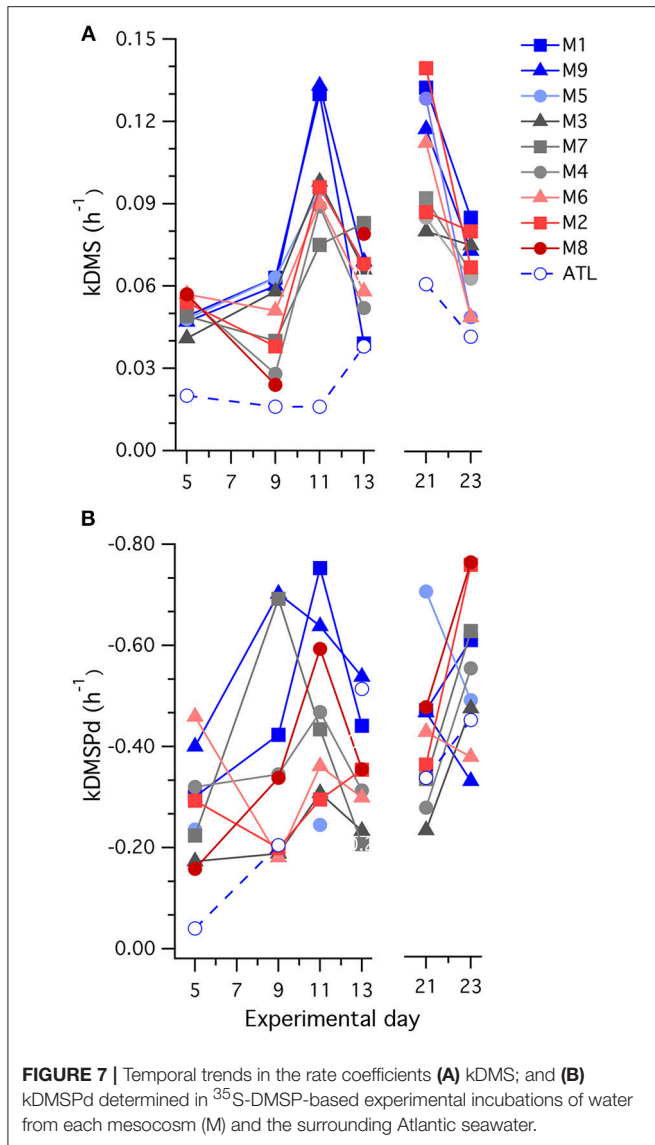 A
0.15
0.12
0.09
0.06
0.03
0.00
kDMS (h⁻¹)
5 7 9 11 13 21 23
M1
M9
M5
M3
M7
M4
M6
M2
M8
ATL
B
-0.80
-0.60
-0.40
-0.20
0.00
kDMSPd (h⁻¹)
5 7 9 11 13 21 23
Experimental day
FIGURE 7 | Temporal trends in the rate coefficients (A) kDMS; and (B)
kDMSPd determined in ³⁵S-DMSP-based experimental incubations of water
from each mesocosm (M) and the surrounding Atlantic seawater.